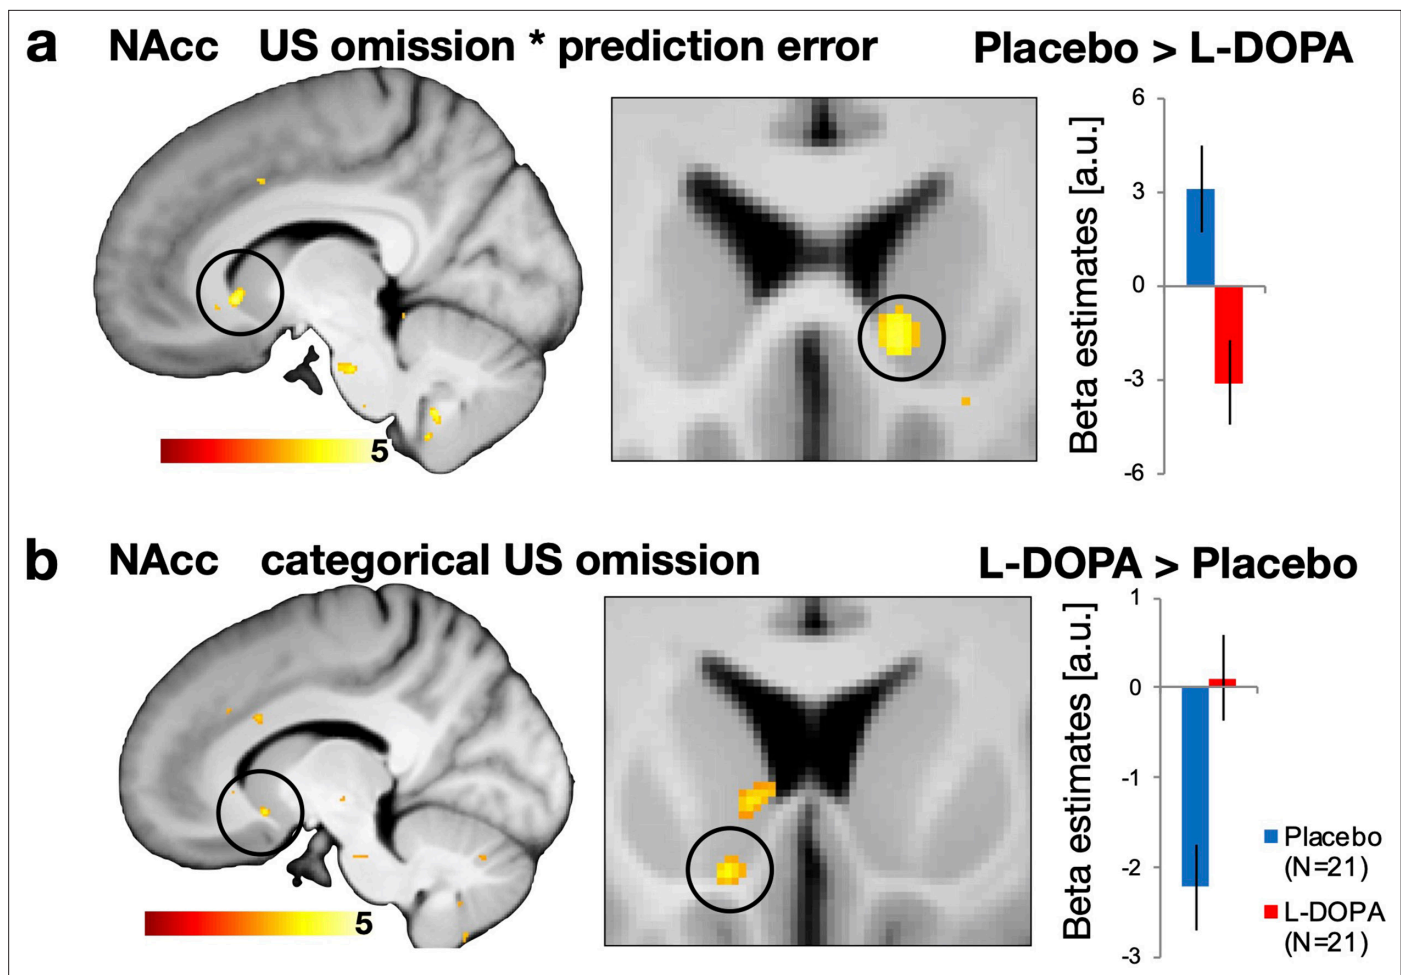 a NAcc US omission * prediction error Placebo > L-DOPA
6
3
0
-3
-6
Beta estimates [a.u.]
5
b NAcc categorical US omission L-DOPA > Placebo
1
0
-1
-2
-3
Beta estimates [a.u.]
Placebo
(N=21)
L-DOPA
(N=21)
5